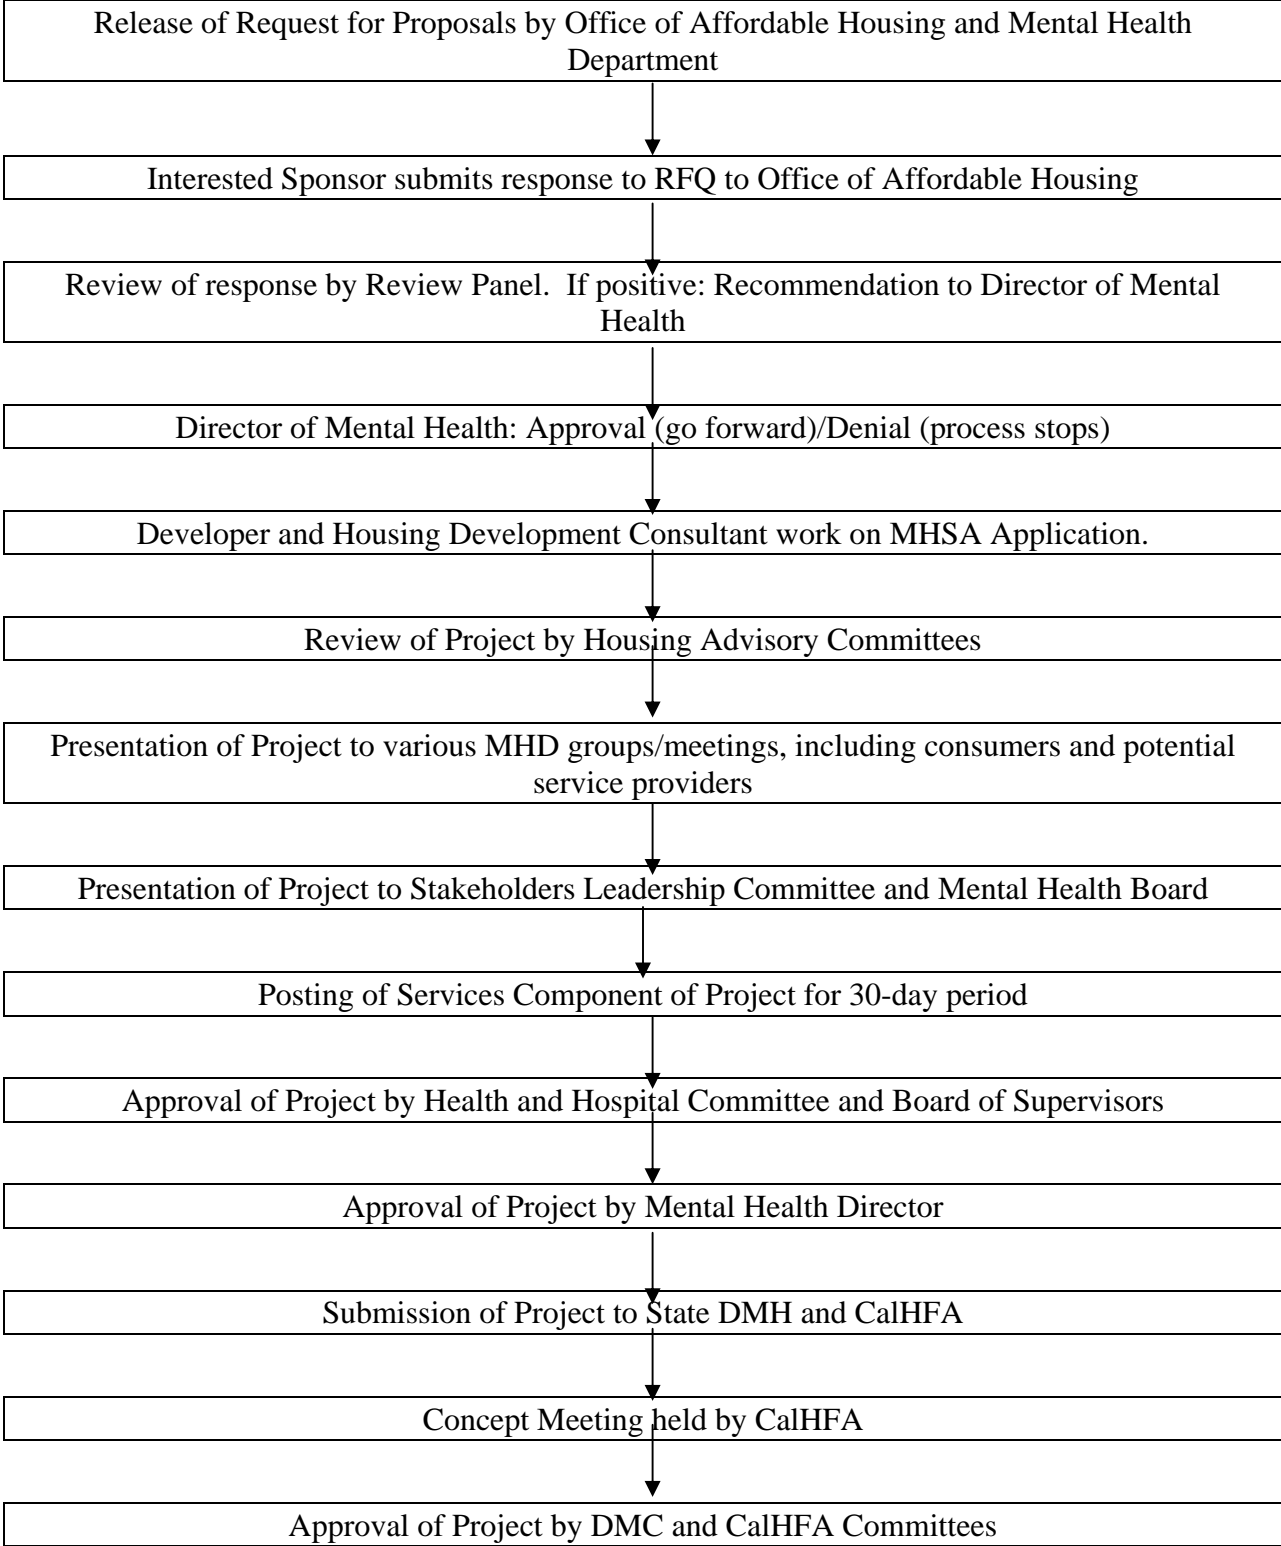 Release of Request for Proposals by Office of Affordable Housing and Mental Health
Department
Interested Sponsor submits response to RFQ to Office of Affordable Housing
Review of response by Review Panel.  If positive: Recommendation to Director of Mental
Health
Director of Mental Health: Approval (go forward)/Denial (process stops)
Developer and Housing Development Consultant work on MHSA Application.
Review of Project by Housing Advisory Committees
Presentation of Project to various MHD groups/meetings, including consumers and potential
service providers
Presentation of Project to Stakeholders Leadership Committee and Mental Health Board
Posting of Services Component of Project for 30-day period
Approval of Project by Health and Hospital Committee and Board of Supervisors
Approval of Project by Mental Health Director
Submission of Project to State DMH and CalHFA
Concept Meeting held by CalHFA
Approval of Project by DMC and CalHFA Committees